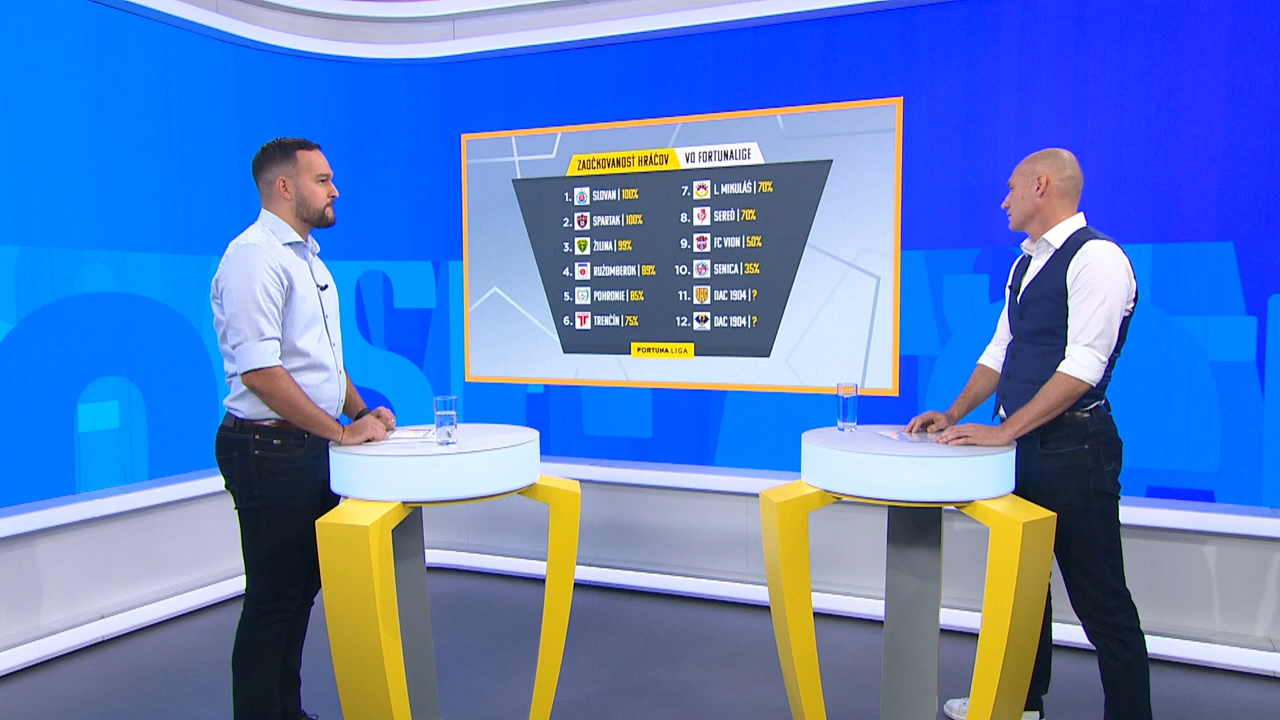 ZAOČKOVANOSŤ HRÁČOV VO FORTUNALIGE
1. SLOVAN | 100%
2. SPARTAK | 100%
3. ŽILINA | 99%
4. RUŽOMBEROK | 89%
5. POHRONIE | 85%
6. TRENČÍN | 75%
7. L. MIKULÁŠ | 70%
8. SEREĎ | 70%
9. FC VION | 50%
10. SENICA | 35%
11. DAC 1904 | ?
12. DAC 1904 | ?
FORTUNA LIGA